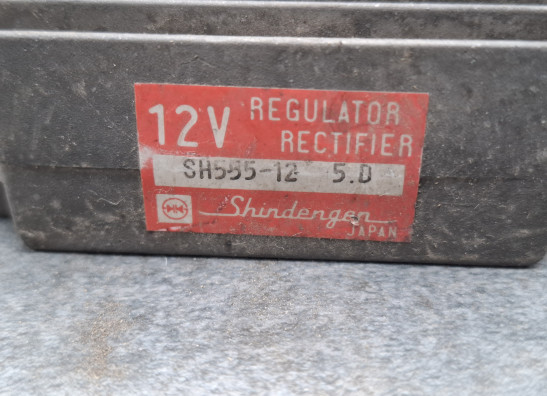 12V REGULATOR
RECTIFIER
SH555-12 5.D
Shindengen
JAPAN